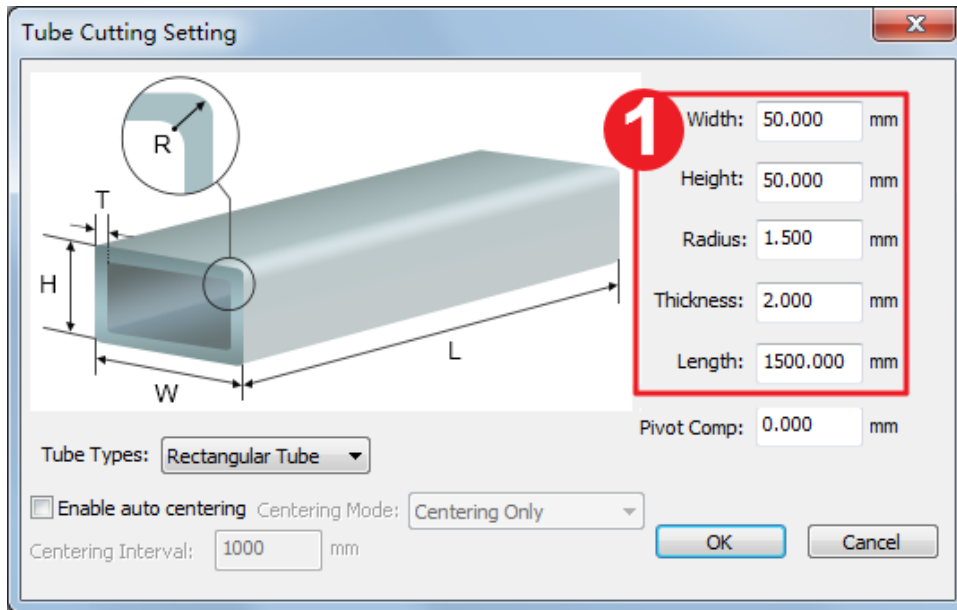 Tube Cutting Setting
x
1
Width: 50.000 mm
Height: 50.000 mm
Radius: 1.500 mm
Thickness: 2.000 mm
Length: 1500.000 mm
Pivot Comp: 0.000 mm
R
T
H
L
W
Tube Types: Rectangular Tube
Enable auto centering Centering Mode: Centering Only
Centering Interval: 1000 mm
OK Cancel